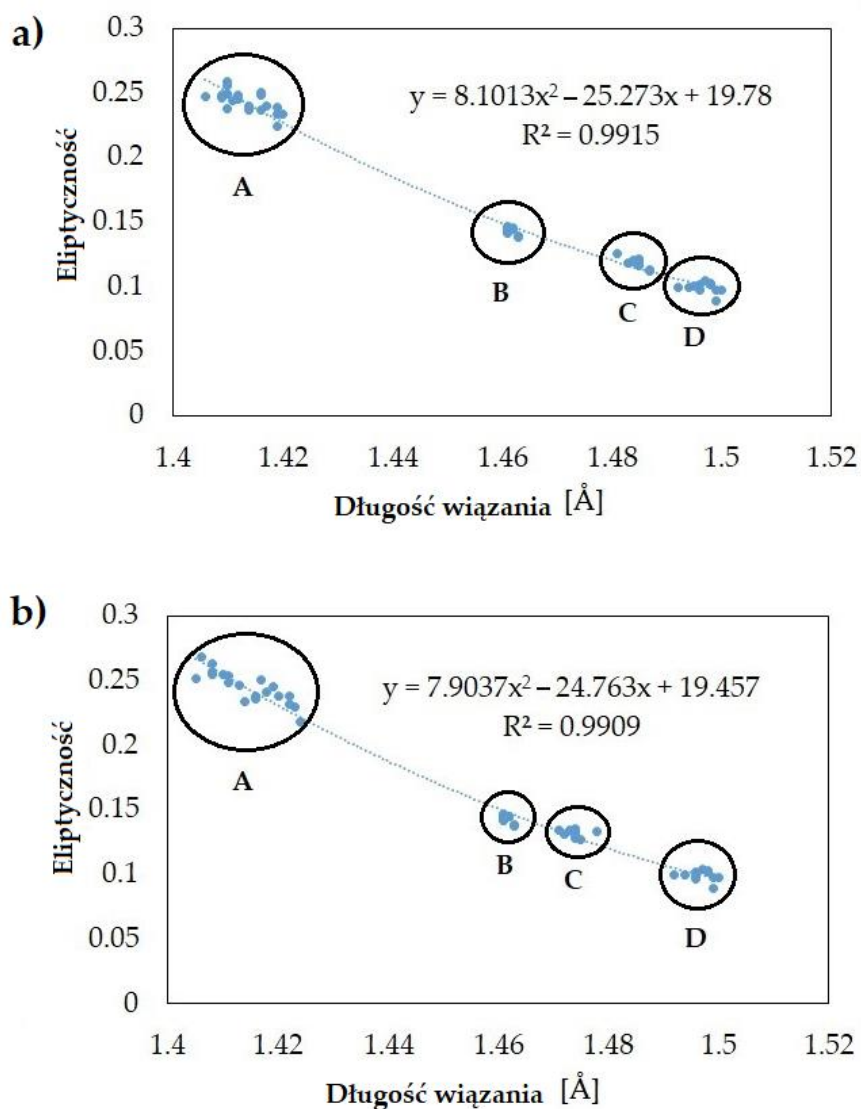 a)
0.3
0.25
0.2
0.15
0.1
0.05
0
Eliptyczność
y = 8.1013x² – 25.273x + 19.78
R² = 0.9915
A
B
C
D
1.4 1.42 1.44 1.46 1.48 1.5 1.52
Długość wiązania [Å]
b)
0.3
0.25
0.2
0.15
0.1
0.05
0
Eliptyczność
y = 7.9037x² – 24.763x + 19.457
R² = 0.9909
A
B
C
D
1.4 1.42 1.44 1.46 1.48 1.5 1.52
Długość wiązania [Å]